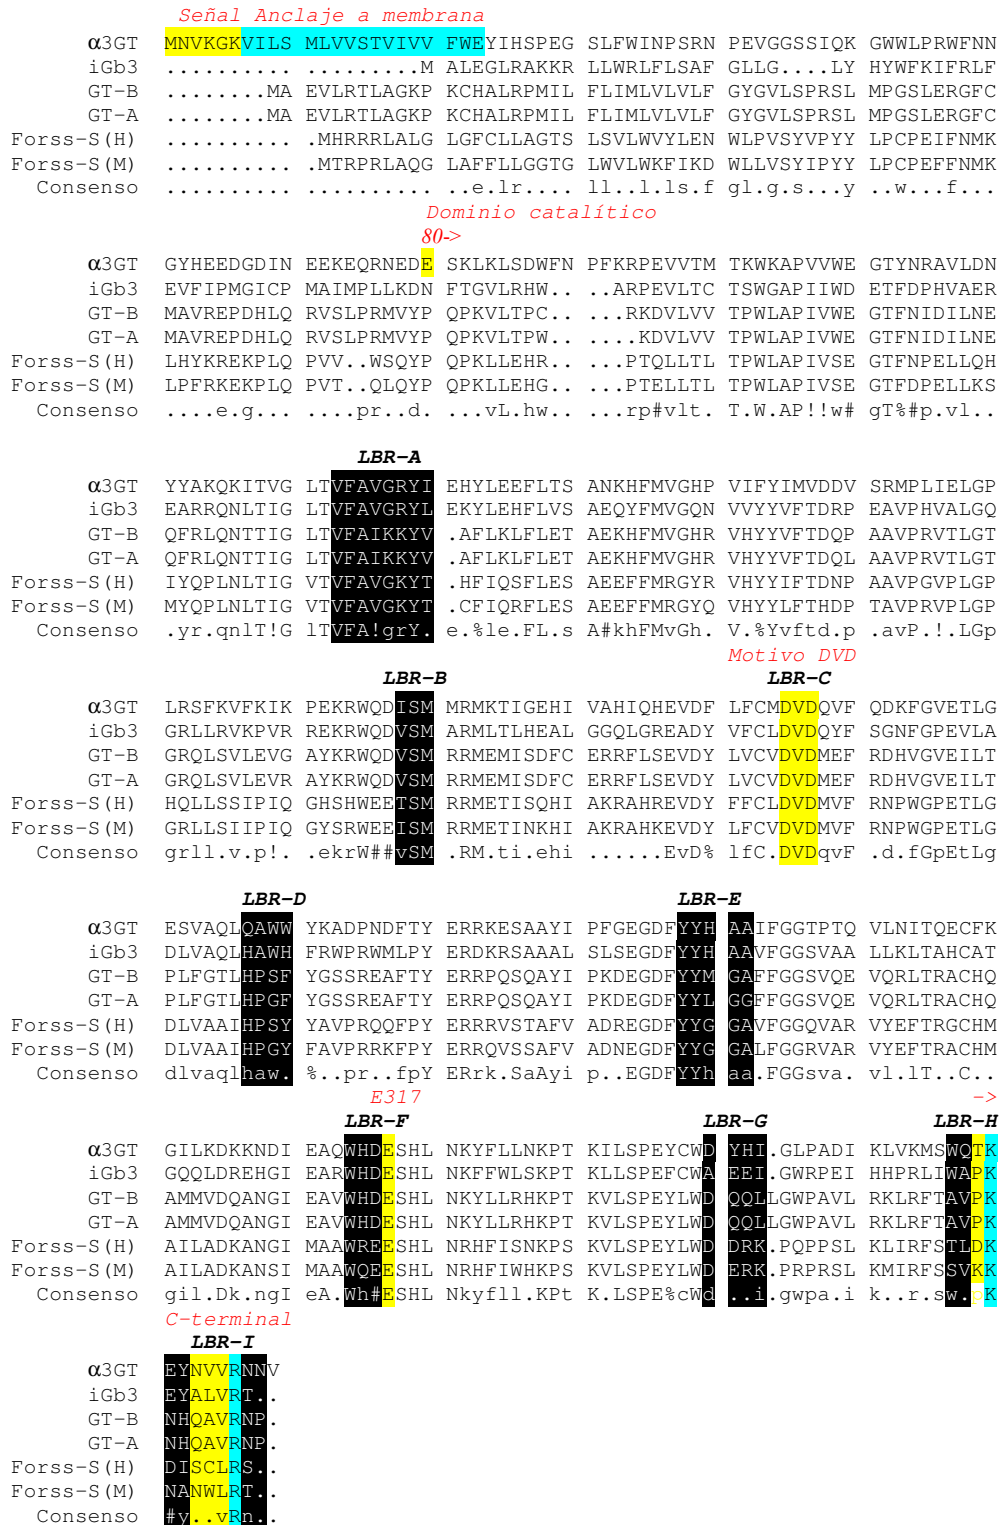 Señal Anclaje a membrana
α3GT MNVKGKVILS MLVVSTVIVV FWEYIHSPEG SLFWINPSRN PEVGGSSIQK GWWLPRWFNN
iGb3 .......... .........M ALEGLRAKKR LLWRLFLSAF GLLG....LY HYWFKIFRLF
GT-B ........MA EVLRTLAGKP KCHALRPMIL FLIMLVLVLF GYGVLSPRSL MPGSLERGFC
GT-A ........MA EVLRTLAGKP KCHALRPMIL FLIMLVLVLF GYGVLSPRSL MPGSLERGFC
Forss-S(H) .......... .MHRRRLALG LGFCLLAGTS LSVLWVYLEN WLPVSYVPYY LPCPEIFNMK
Forss-S(M) .......... .MTRPRLAQG LAFFLLGGTG LWVLWKFIKD WLLVSYIPYY LPCPEFFNMK
Consenso .......... .......... ..e.lr.... ll..l.ls.f gl.g.s...y ..w...f...
Dominio catalítico
80->
α3GT GYHEEDGDIN EEKEQRNEDE SKLKLSDWFN PFKRPEVVTM TKWKAPVVWE GTYNRAVLDN
iGb3 EVFIPMGICP MAIMPLLKDN FTGVLRHW.. ..ARPEVLTC TSWGAPIIWD ETFDPHVAER
GT-B MAVREPDHLQ RVSLPRMVYP QPKVLTPC.. ...RKDVLVV TPWLAPIVWE GTFNIDILNE
GT-A MAVREPDHLQ RVSLPRMVYP QPKVLTPW.. ....KDVLVV TPWLAPIVWE GTFNIDILNE
Forss-S(H) LHYKREKPLQ PVV..WSQYP QPKLLEHR.. ...PTQLLTL TPWLAPIVSE GTFNPELLQH
Forss-S(M) LPFRKEKPLQ PVT..QLQYP QPKLLEHG.. ...PTELLTL TPWLAPIVSE GTFDPELLKS
Consenso ....e.g... ....pr..d. ...vL.hw.. ...rp#vlt. T.W.AP!!w# gT%#p.vl..
LBR-A
α3GT YYAKQKITVG LTVFAVGRYI EHYLEEFLTS ANKHFMVGHP VIFYIMVDDV SRMPLIELGP
iGb3 EARRQNLTIG LTVFAVGRYL EKYLEHFLVS AEQYFMVGQN VVYYVFTDRP EAVPHVALGQ
GT-B QFRLQNTTIG LTVFAIKKYV .AFLKLFLET AEKHFMVGHR VHYYVFTDQP AAVPRVTLGT
GT-A QFRLQNTTIG LTVFAIKKYV .AFLKLFLET AEKHFMVGHR VHYYVFTDQL AAVPRVTLGT
Forss-S(H) IYQPLNLTIG VTVFAVGKYT .HFIQSFLES AEEFFMRGYR VHYYIFTDNP AAVPGVPLGP
Forss-S(M) MYQPLNLTIG VTVFAVGKYT .CFIQRFLES AEEFFMRGYQ VHYYLFTHDP TAVPRVPLGP
Consenso .yr.qnlT!G lTVFA!grY. e.%le.FL.s A#khFMvGh. V.%Yvftd.p .avP.!.LGp
Motivo DVD
LBR-B LBR-C
α3GT LRSFKVFKIK PEKRWQDISM MRMKTIGEHI VAHIQHEVDF LFCMDVDQVF QDKFGVETLG
iGb3 GRLLRVKPVR REKRWQDVSM ARMLTLHEAL GGQLGREADY VFCLDVDQYF SGNFGPEVLA
GT-B GRQLSVLEVG AYKRWQDVSM RRMEMISDFC ERRFLSEVDY LVCVDVDMEF RDHVGVEILT
GT-A GRQLSVLEVR AYKRWQDVSM RRMEMISDFC ERRFLSEVDY LVCVDVDMEF RDHVGVEILT
Forss-S(H) HQLLSSIPIQ GHSHWEETSM RRMETISQHI AKRAHREVDY FFCLDVDMVF RNPWGPETLG
Forss-S(M) GRLLSIIPIQ GYSRWEEISM RRMETINKHI AKRAHKEVDY LFCVDVDMVF RNPWGPETLG
Consenso grll.v.p!. .ekrW##vSM .RM.ti.ehi ......EvD% lfC.DVDqvF .d.fGpEtLg
LBR-D LBR-E
α3GT ESVAQLQAWW YKADPNDFTY ERRKESAAYI PFGEGDFYYH AAIFGGTPTQ VLNITQECFK
iGb3 DLVAQLHAWH FRWPRWMLPY ERDKRSAAAL SLSEGDFYYH AAVFGGSVAA LLKLTAHCAT
GT-B PLFGTLHPSF YGSSREAFTY ERRPQSQAYI PKDEGDFYYM GAFFGGSVQE VQRLTRACHQ
GT-A PLFGTLHPGF YGSSREAFTY ERRPQSQAYI PKDEGDFYYL GGFFGGSVQE VQRLTRACHQ
Forss-S(H) DLVAAIHPSY YAVPRQQFPY ERRRVSTAFV ADREGDFYYG GAVFGGQVAR VYEFTRGCHM
Forss-S(M) DLVAAIHPGY FAVPRRKFPY ERRQVSSAFV ADNEGDFYYG GALFGGRVAR VYEFTRACHM
Consenso dlvaqlhaw. %..pr..fpY ERrk.SaAyi p..EGDFYYh aa.FGGsva. vl.lT..C..
E317 ->
LBR-F LBR-G LBR-H
α3GT GILKDKKNDI EAQWHDESHL NKYFLLNKPT KILSPEYCWD YHI.GLPADI KLVKMSWQTK
iGb3 GQQLDREHGI EARWHDESHL NKFFWLSKPT KLLSPEFCWA EEI.GWRPEI HHPRLIWAPK
GT-B AMMVDQANGI EAVWHDESHL NKYLLRHKPT KVLSPEYLWD QQLLGWPAVL RKLRFTAVPK
GT-A AMMVDQANGI EAVWHDESHL NKYLLRHKPT KVLSPEYLWD QQLLGWPAVL RKLRFTAVPK
Forss-S(H) AILADKANGI MAAWREESHL NRHFISNKPS KVLSPEYLWD DRK.PQPPSL KLIRFSTLDK
Forss-S(M) AILADKANSI MAAWQEESHL NRHFIWHKPS KVLSPEYLWD ERK.PRPRSL KMIRFSSVKK
Consenso gil.Dk.ngI eA.Wh#ESHL Nkyfll.KPt K.LSPE%cWd ..i.gwpa.i k..r.sw.pK
C-terminal
LBR-I
α3GT EYNVVRNNV
iGb3 EYALVRT..
GT-B NHQAVRNP.
GT-A NHQAVRNP.
Forss-S(H) DISCLRS..
Forss-S(M) NANWLRT..
Consenso #y..vRn..